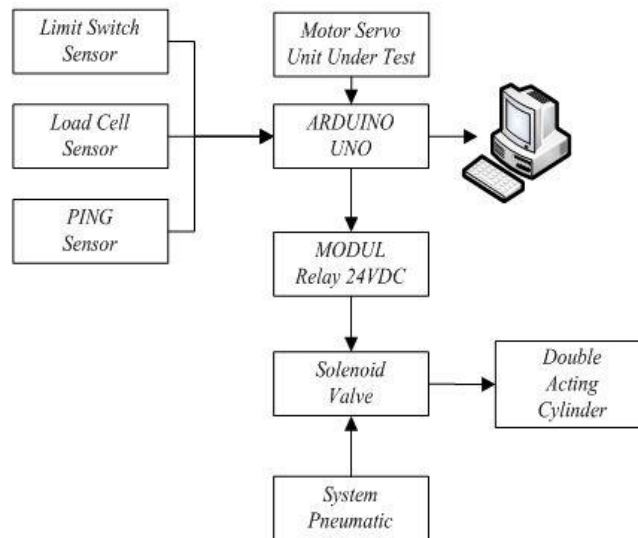 Limit Switch
Sensor
Motor Servo
Unit Under Test
Load Cell
Sensor
ARDUINO
UNO
PING
Sensor
MODUL
Relay 24VDC
Solenoid
Valve
Double
Acting
Cylinder
System
Pneumatic